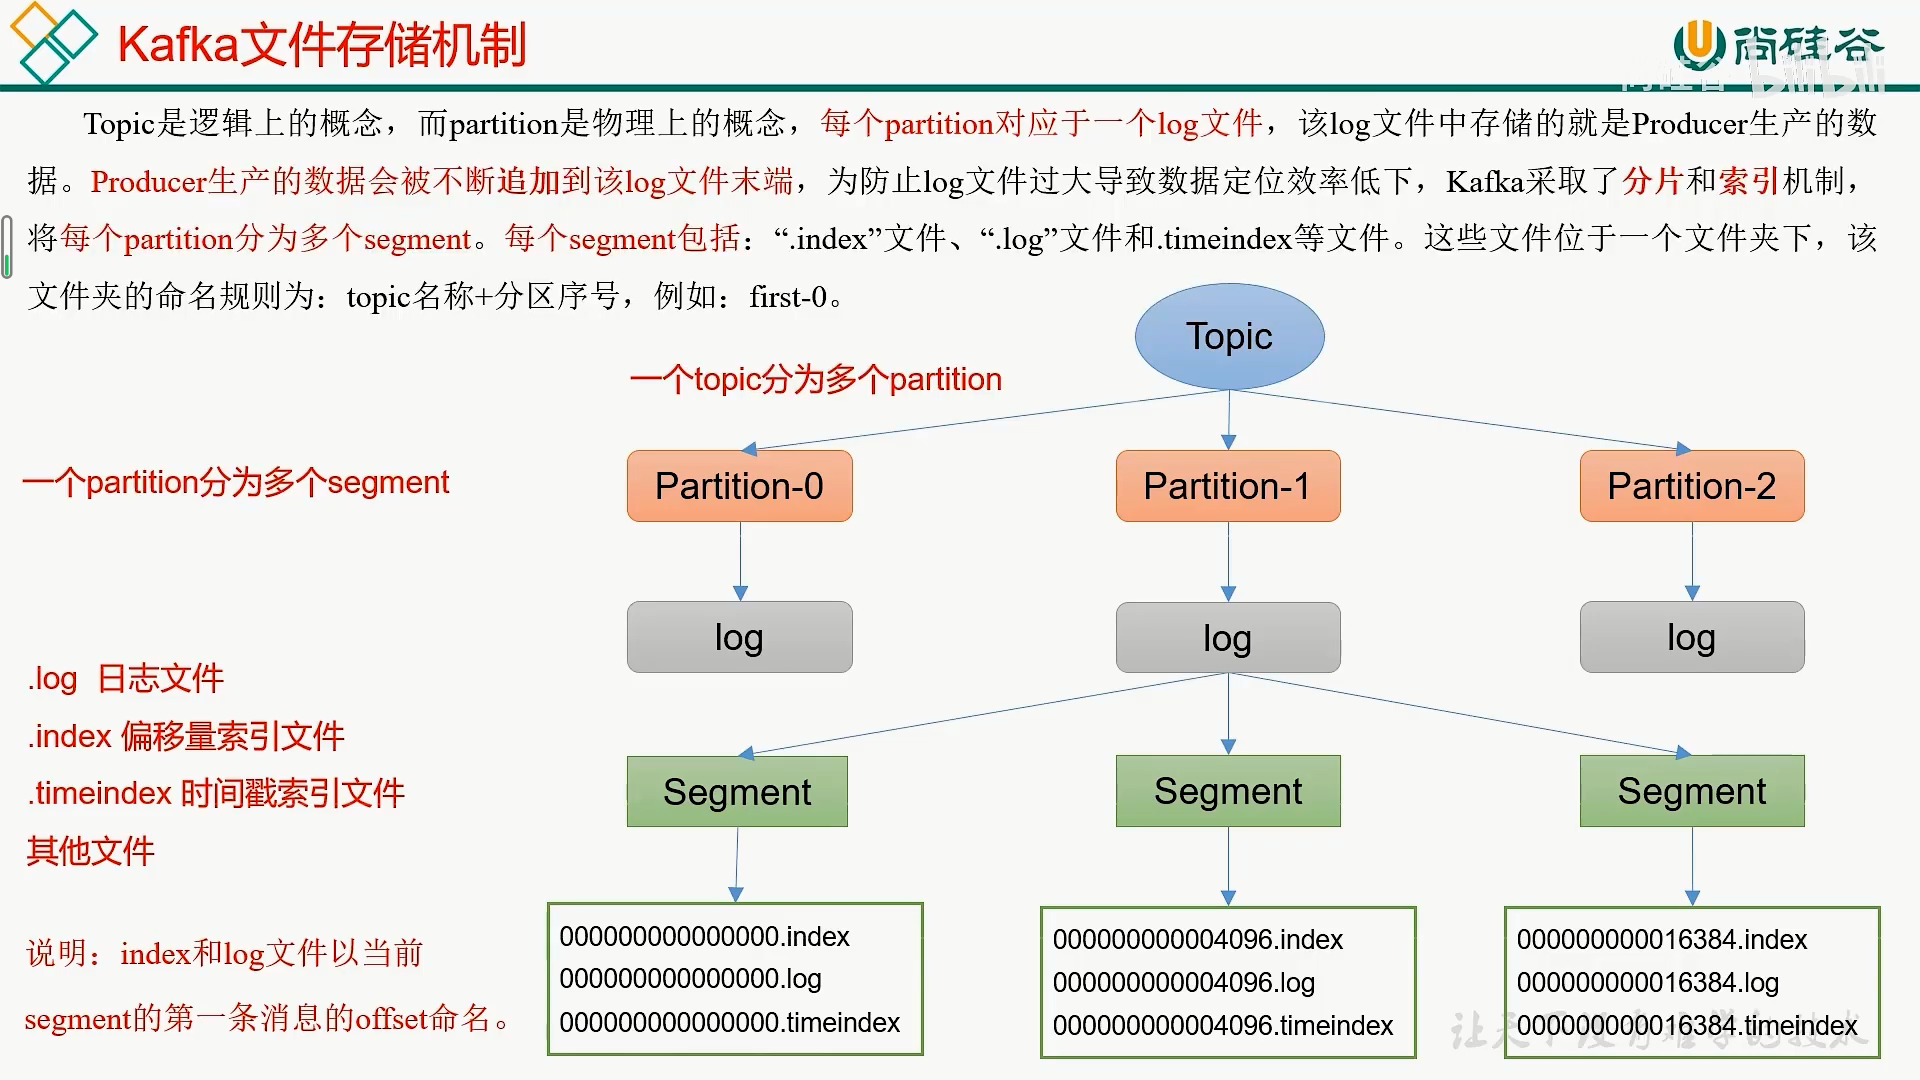 Kafka文件存储机制
尚硅谷
尚硅谷 bilibili
Topic是逻辑上的概念，而partition是物理上的概念，每个partition对应于一个log文件，该log文件中存储的就是Producer生产的数
据。Producer生产的数据会被不断追加到该log文件末端，为防止log文件过大导致数据定位效率低下，Kafka采取了分片和索引机制，
将每个partition分为多个segment。每个segment包括：“.index”文件、“.log”文件和.timeindex等文件。这些文件位于一个文件夹下，该
文件夹的命名规则为：topic名称+分区序号，例如：first-0。
Topic
一个topic分为多个partition
一个partition分为多个segment
Partition-0
Partition-1
Partition-2
log
log
log
.log 日志文件
.index 偏移量索引文件
.timeindex 时间戳索引文件
其他文件
Segment
Segment
Segment
说明：index和log文件以当前
segment的第一条消息的offset命名。
000000000000000.index
000000000000000.log
000000000000000.timeindex
000000000004096.index
000000000004096.log
000000000004096.timeindex
000000000016384.index
000000000016384.log
000000000016384.timeindex
让天下没有难学的技术